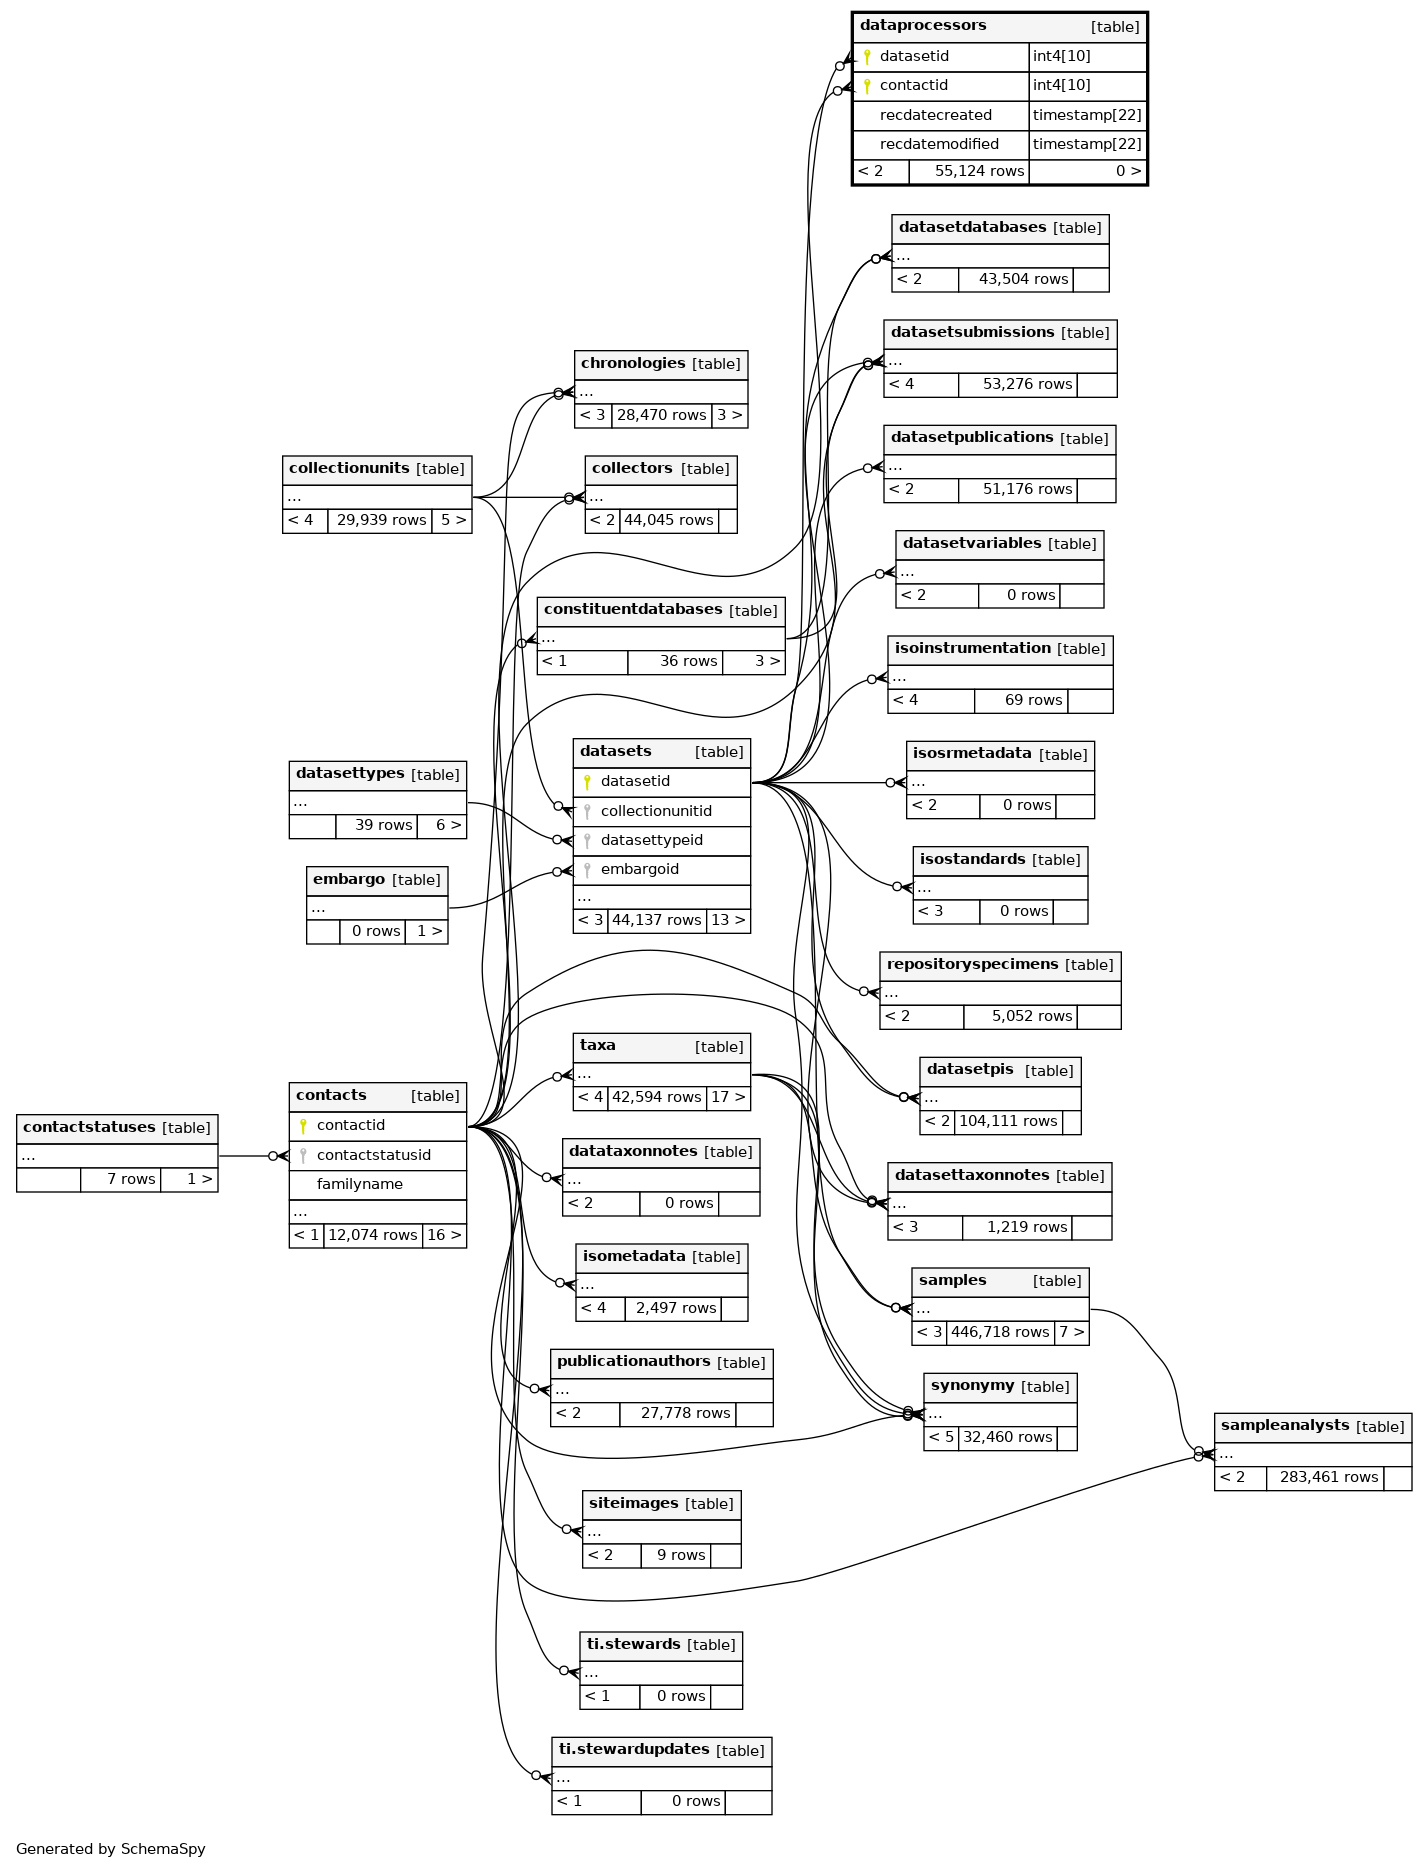 dataprocessors [table]
datasetid int4[10]
contactid int4[10]
recdatecreated timestamp[22]
recdatemodified timestamp[22]
< 2 55,124 rows 0 >
datasetdatabases [table]
...
< 2 43,504 rows
datasetsubmissions [table]
...
< 4 53,276 rows
chronologies [table]
...
< 3 28,470 rows 3 >
datasetpublications [table]
...
< 2 51,176 rows
collectionunits [table]
...
< 4 29,939 rows 5 >
collectors [table]
...
< 2 44,045 rows
datasetvariables [table]
...
< 2 0 rows
constituentdatabases [table]
...
< 1 36 rows 3 >
isoinstrumentation [table]
...
< 4 69 rows
datasets [table]
datasetid
collectionunitid
datasettypeid
embargoid
...
< 3 44,137 rows 13 >
isosrmetadata [table]
...
< 2 0 rows
datasettypes [table]
...
39 rows 6 >
isostandards [table]
...
< 3 0 rows
embargo [table]
...
0 rows 1 >
repositoryspecimens [table]
...
< 2 5,052 rows
taxa [table]
...
< 4 42,594 rows 17 >
datasetpis [table]
...
< 2 104,111 rows
contacts [table]
contactid
contactstatusid
familyname
...
< 1 12,074 rows 16 >
contactstatuses [table]
...
7 rows 1 >
datataxonnotes [table]
...
< 2 0 rows
datasettaxonnotes [table]
...
< 3 1,219 rows
isometadata [table]
...
< 4 2,497 rows
samples [table]
...
< 3 446,718 rows 7 >
publicationauthors [table]
...
< 2 27,778 rows
synonymy [table]
...
< 5 32,460 rows
sampleanalysts [table]
...
< 2 283,461 rows
siteimages [table]
...
< 2 9 rows
ti.stewards [table]
...
< 1 0 rows
ti.stewardupdates [table]
...
< 1 0 rows
Generated by SchemaSpy